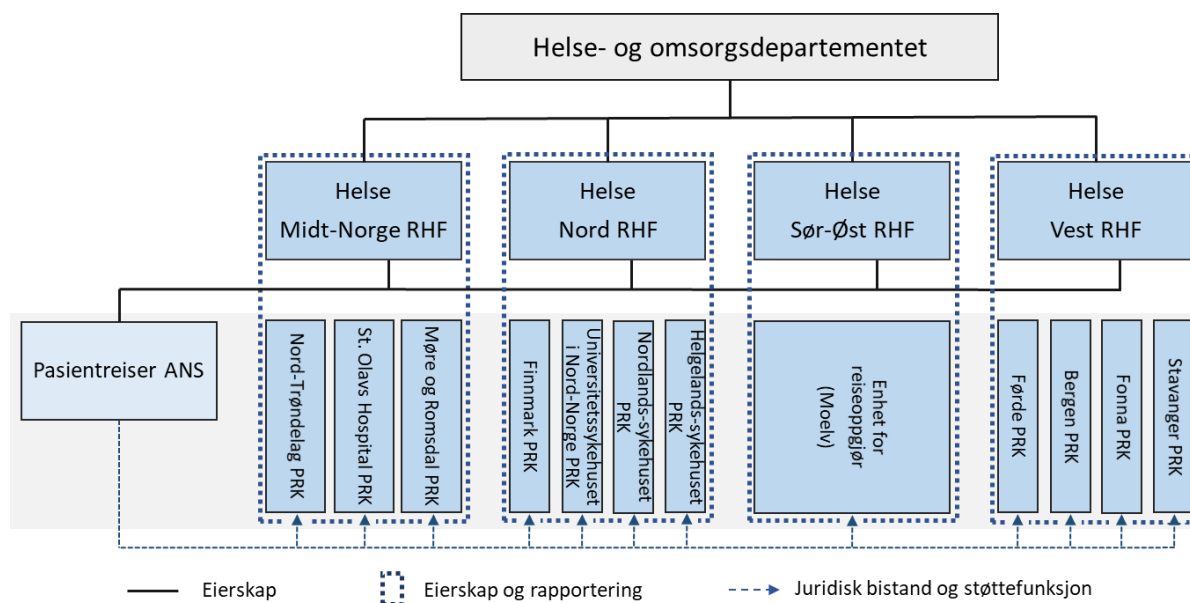 Helse- og omsorgsdepartementet
Helse
Midt-Norge RHF
Helse
Nord RHF
Helse
Sør-Øst RHF
Helse
Vest RHF
Pasientreiser ANS
Nord-Trøndelag PRK
St. Olavs Hospital PRK
Møre og Romsdal PRK
Finnmark PRK
Universitetssykehuset
i Nord-Norge PRK
Nordlands-sykehuset
PRK
Helgelands-sykehuset
PRK
Enhet for
reiseoppgjør
(Moelv)
Førde PRK
Bergen PRK
Fonna PRK
Stavanger PRK
Eierskap
Eierskap og rapportering
Juridisk bistand og støttefunksjon